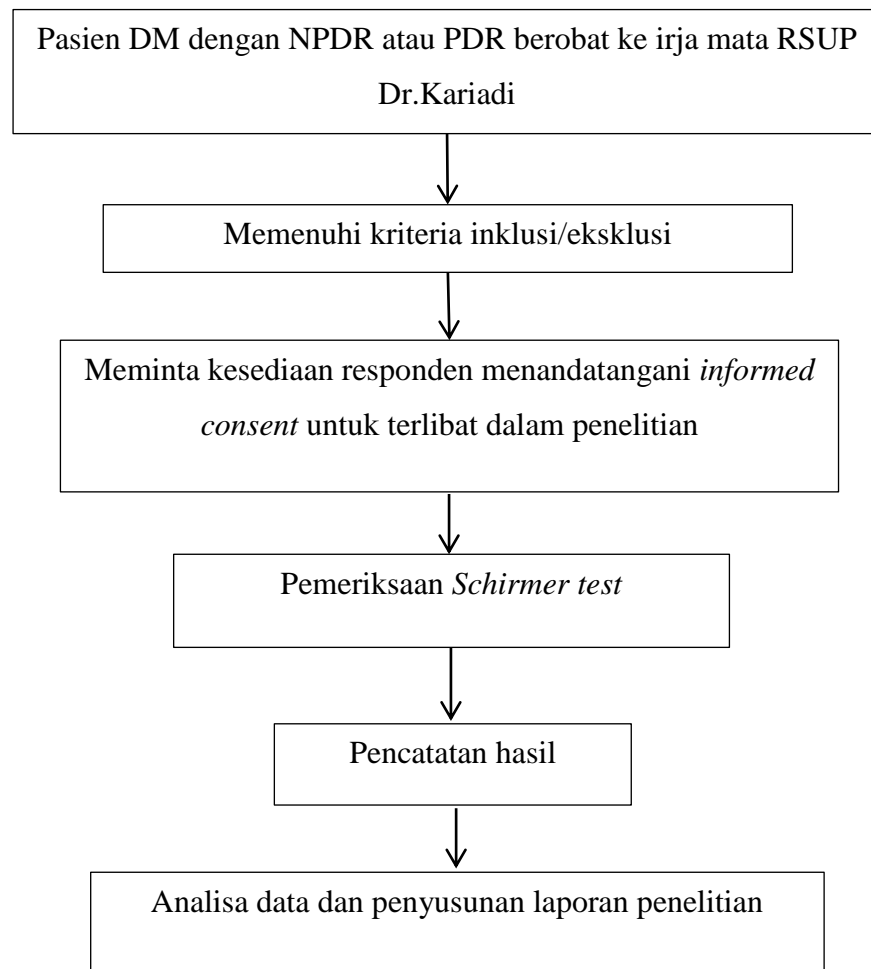 Pasien DM dengan NPDR atau PDR berobat ke irja mata RSUP
Dr.Kariadi
Memenuhi kriteria inklusi/eksklusi
Meminta kesediaan responden menandatangani informed
consent untuk terlibat dalam penelitian
Pemeriksaan Schirmer test
Pencatatan hasil
Analisa data dan penyusunan laporan penelitian